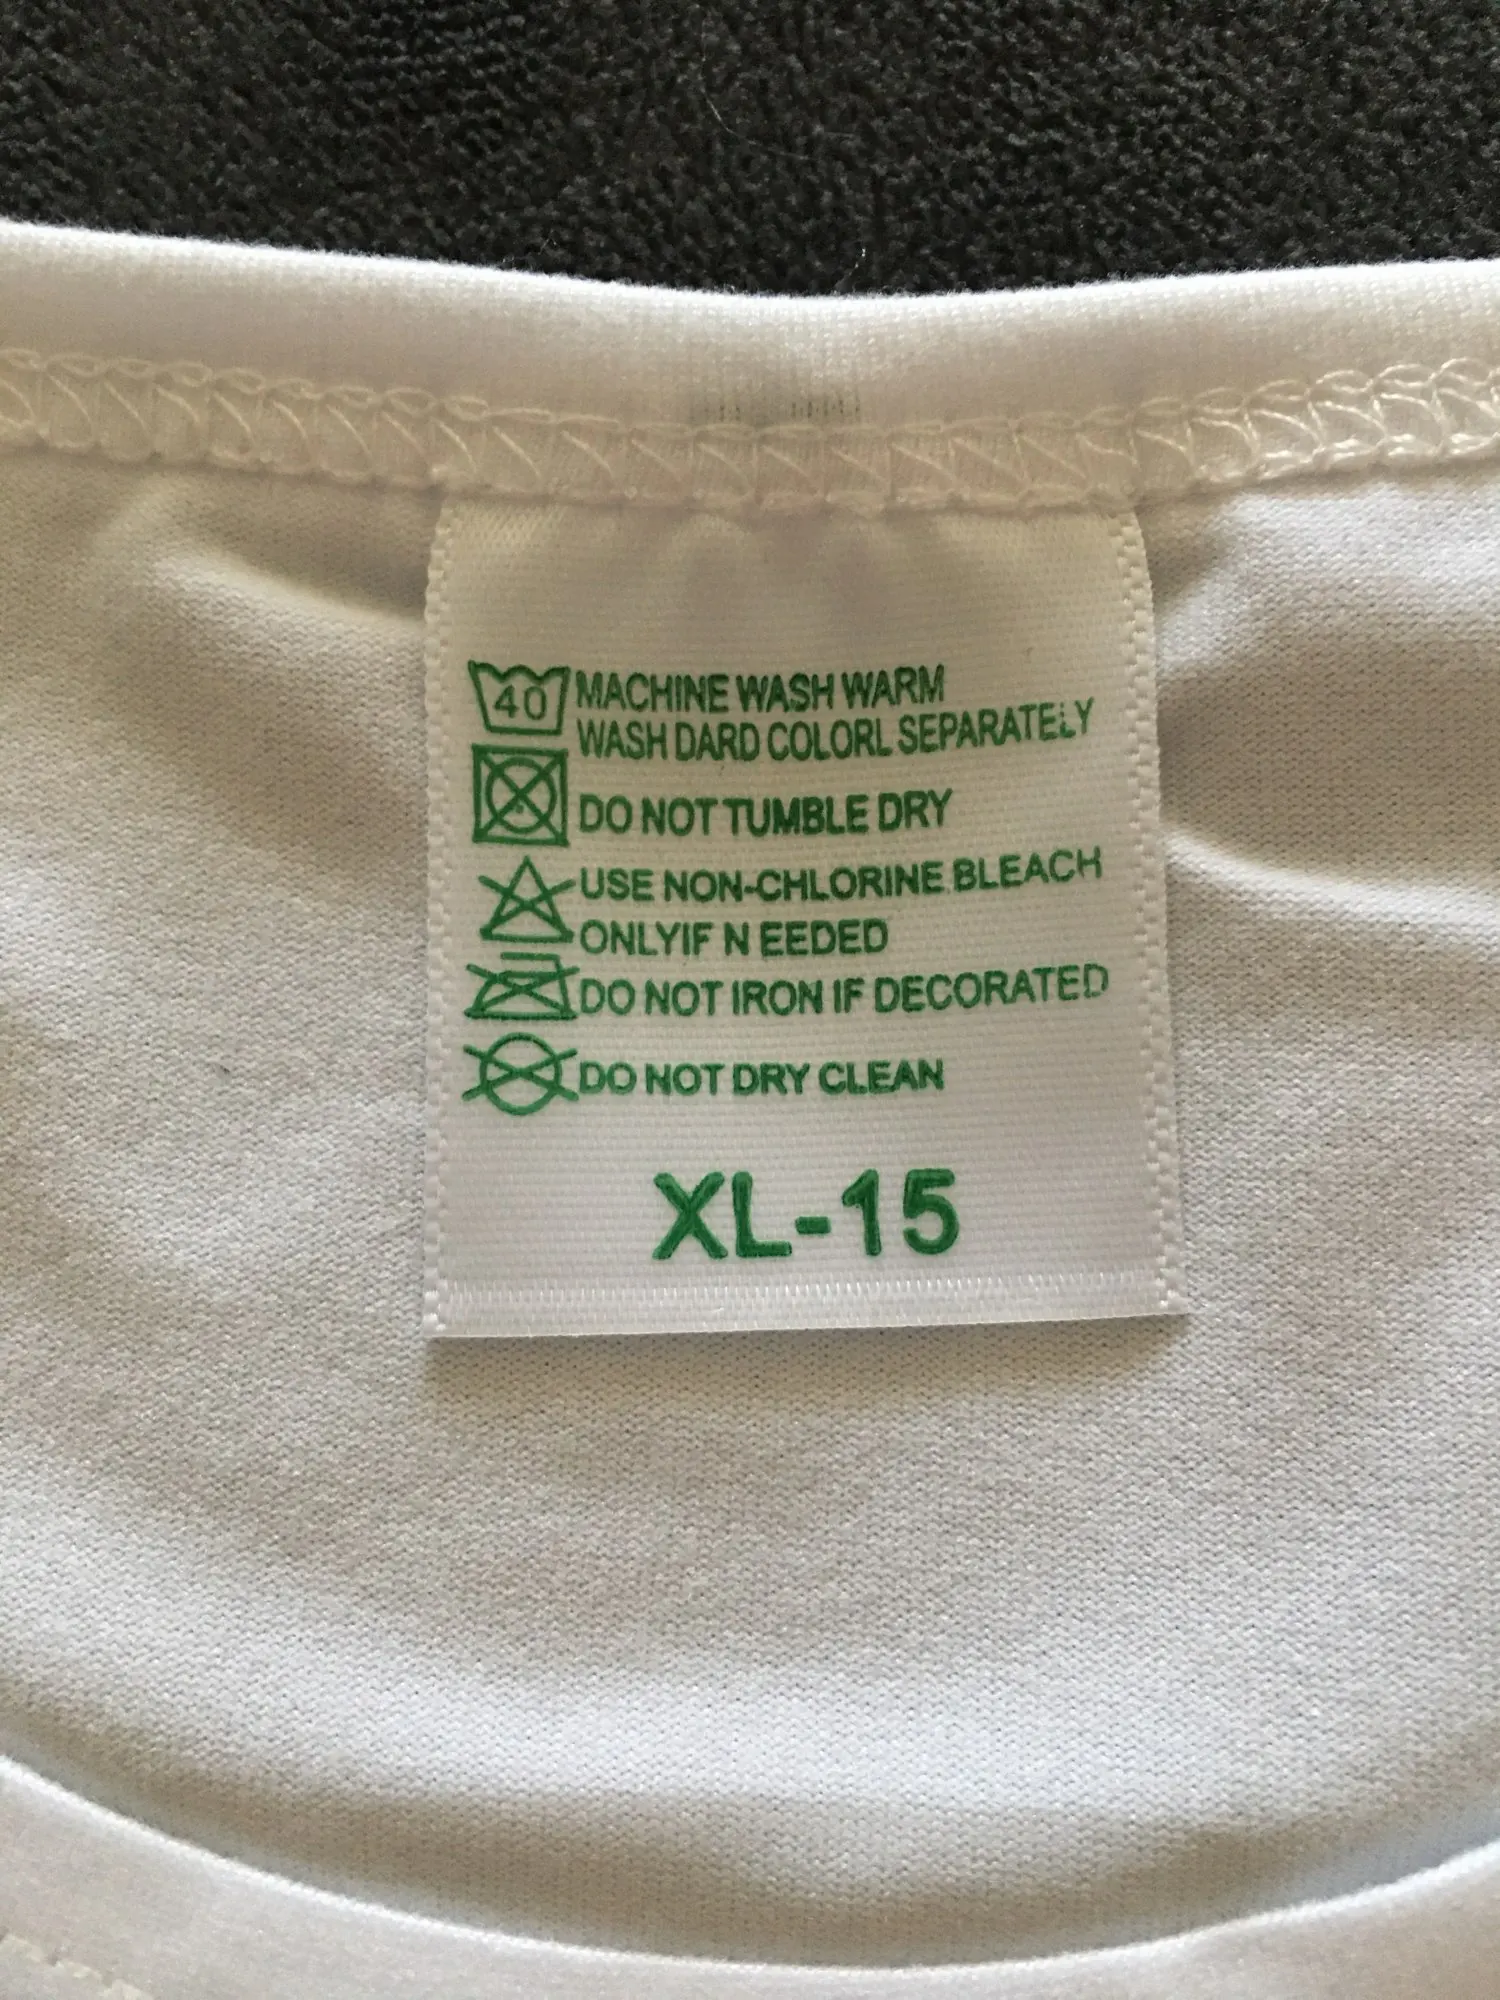 40 MACHINE WASH WARM
WASH DARD COLORL SEPARATELY
DO NOT TUMBLE DRY
USE NON-CHLORINE BLEACH
ONLYIF N EEDED
DO NOT IRON IF DECORATED
DO NOT DRY CLEAN
XL-15